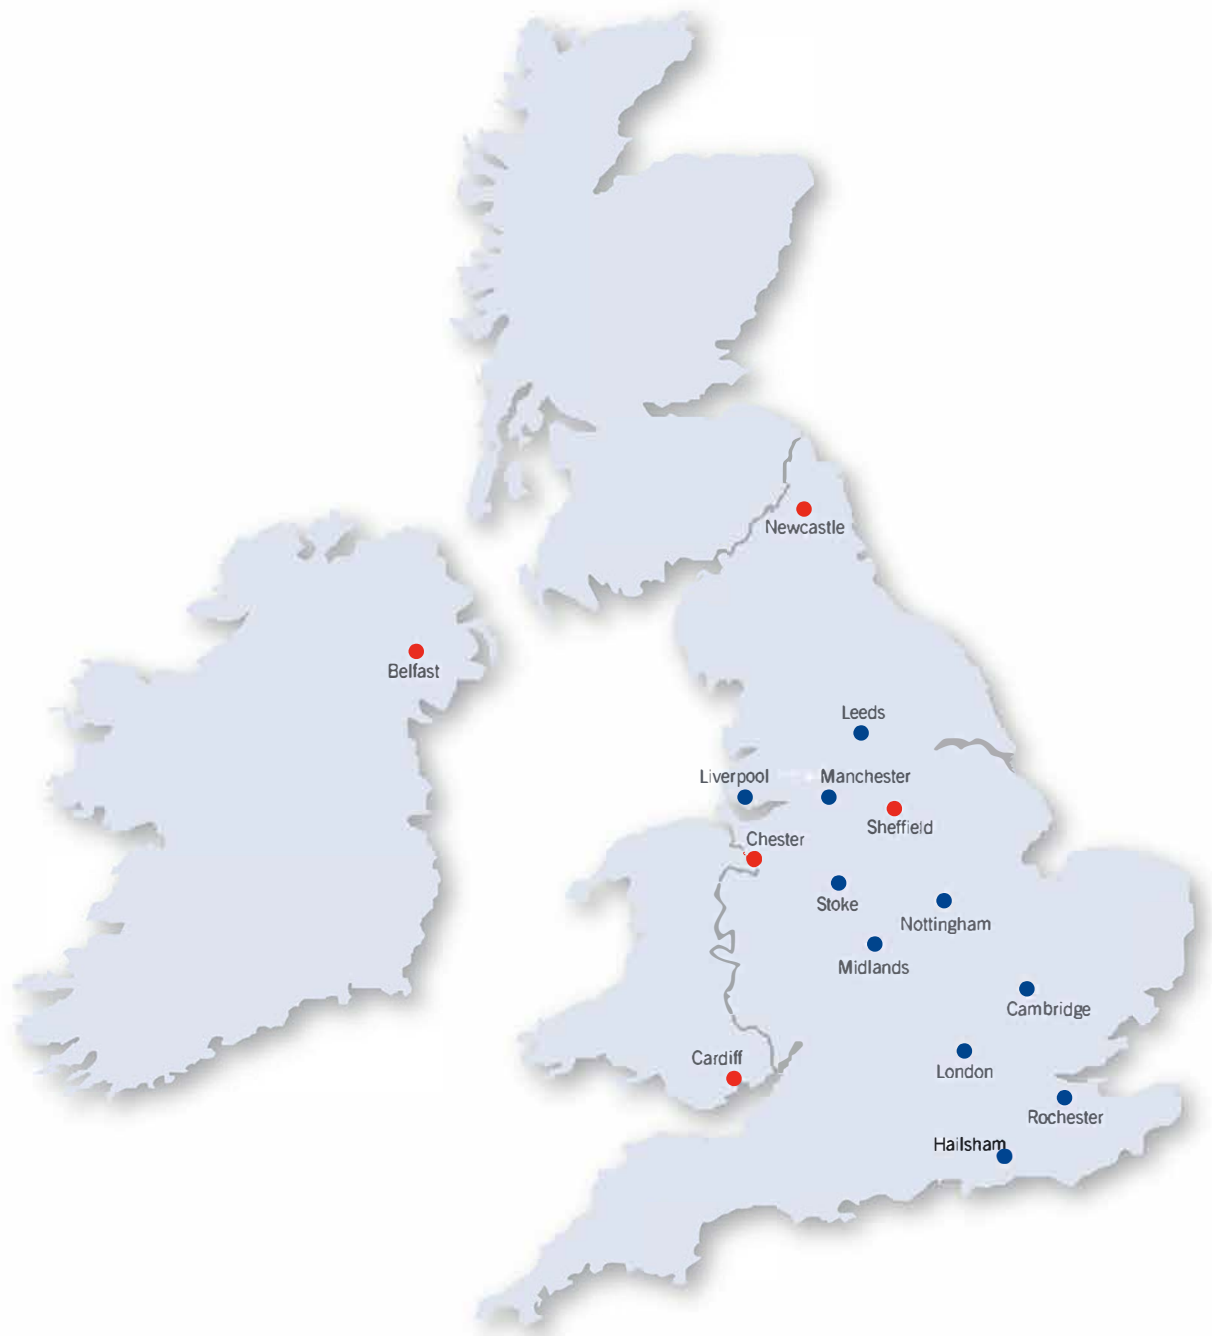 Newcastle
Belfast
Leeds
Liverpool
Manchester
Sheffield
Chester
Stoke
Nottingham
Midlands
Cambridge
Cardiff
London
Rochester
Hailsham